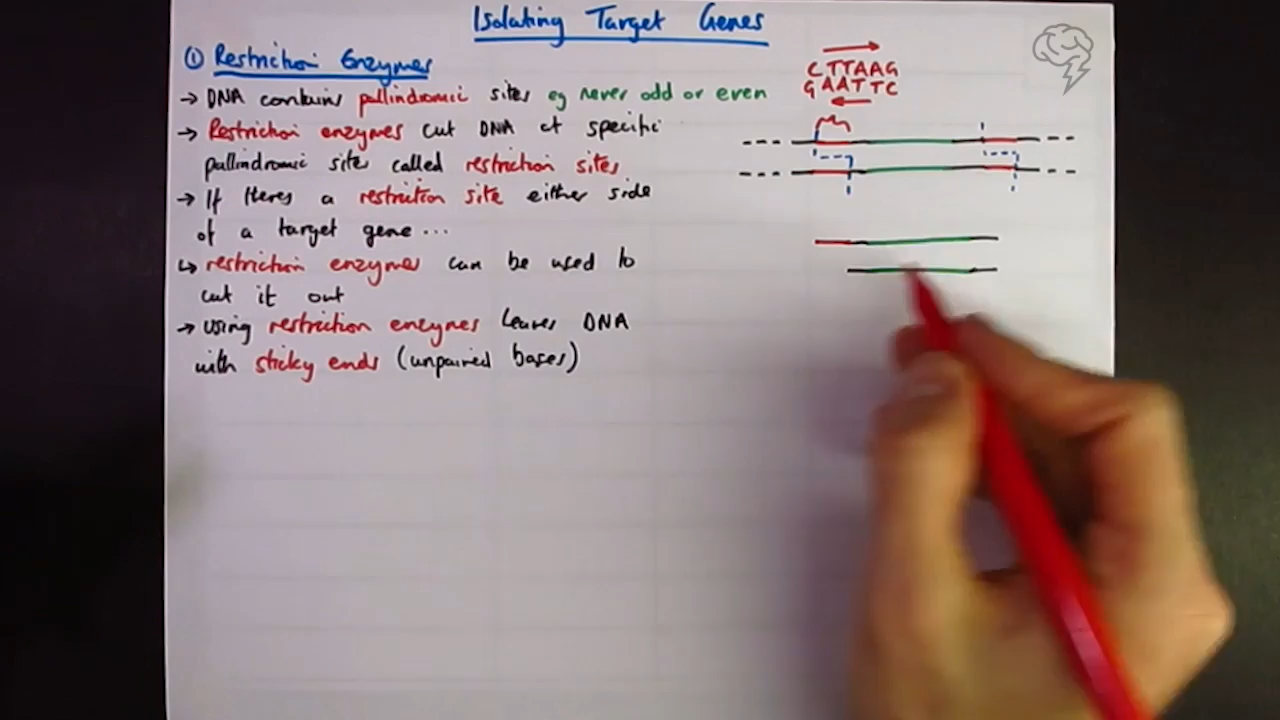 Isolating Target Genes
① Restriction Enzymes
→ DNA contains pallindromic sites eg never odd or even
→ Restriction enzymes cut DNA at specific
pallindromic site called restriction sites
→ If theres a restriction site either side
of a target gene...
↳ restriction enzymes can be used to
cut it out
→ Using restriction enzymes leaves DNA
with sticky ends (unpaired bases)
CTTAAG
GAATTC